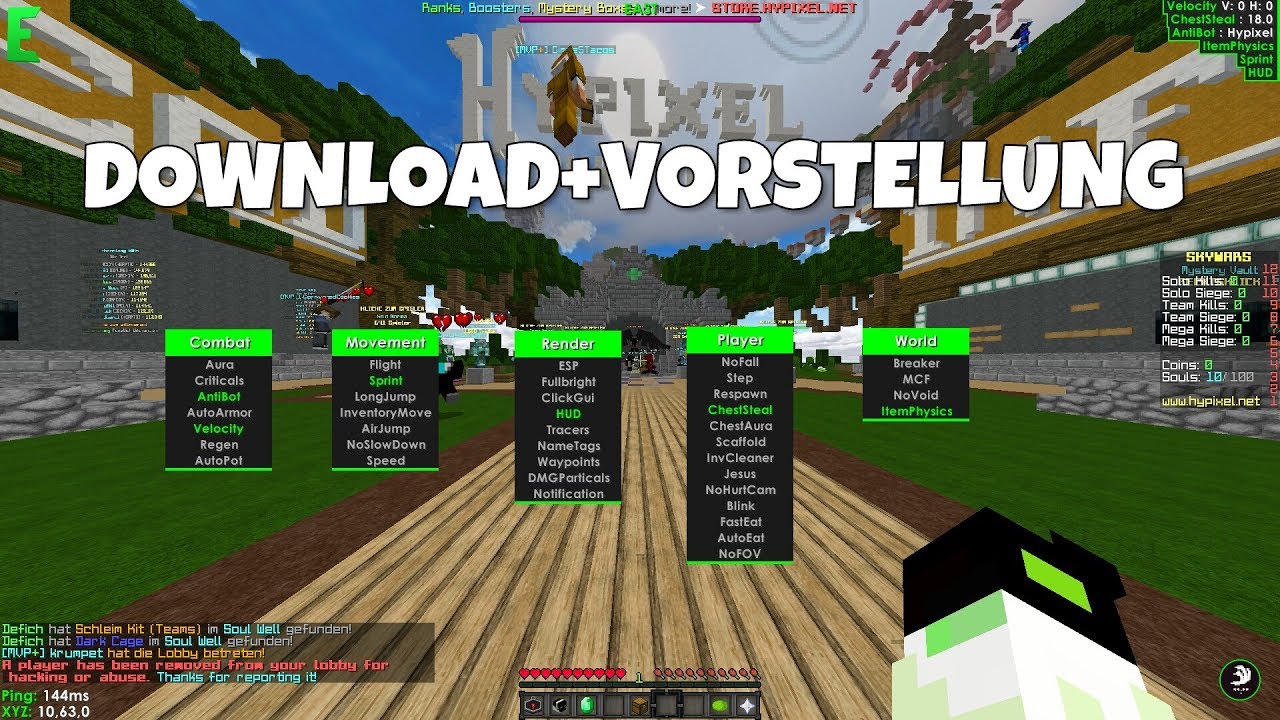 E
Ranks, Boosters, Mystery Boxes more! ➤ STORE.HYPIXEL.NET
EAST
Velocity V: 0 H: 0
ChestSteal : 18.0
AntiBot : Hypixel
ItemPhysics
Sprint
HUD
HYPIXEL
DOWNLOAD+VORSTELLUNG
SKYWARS
Mystery Vault
Solo Kills:
Solo Siege: 0
Team Kills: 0
Team Siege: 0
Mega Kills: 0
Mega Siege: 0
Coins: 0
Souls: 10/100
www.hypixel.net
Combat
Aura
Criticals
AntiBot
AutoArmor
Velocity
Regen
AutoPot
Movement
Flight
Sprint
LongJump
InventoryMove
AirJump
NoSlowDown
Speed
Render
ESP
Fullbright
ClickGui
HUD
Tracers
NameTags
Waypoints
DMGParticals
Notification
Player
NoFall
Step
Respawn
ChestSteal
ChestAura
Scaffold
InvCleaner
Jesus
NoHurtCam
Blink
FastEat
AutoEat
NoFOV
World
Breaker
MCF
NoVoid
ItemPhysics
Defich hat Schleim Kit (Teams) im Soul Well gefunden!
Defich hat Dark Cage im Soul Well gefunden!
[MVP+] krumpet hat die Lobby betreten!
A player has been removed from your lobby for
hacking or abuse. Thanks for reporting it!
Ping: 144ms
XYZ: 10,63,0
1